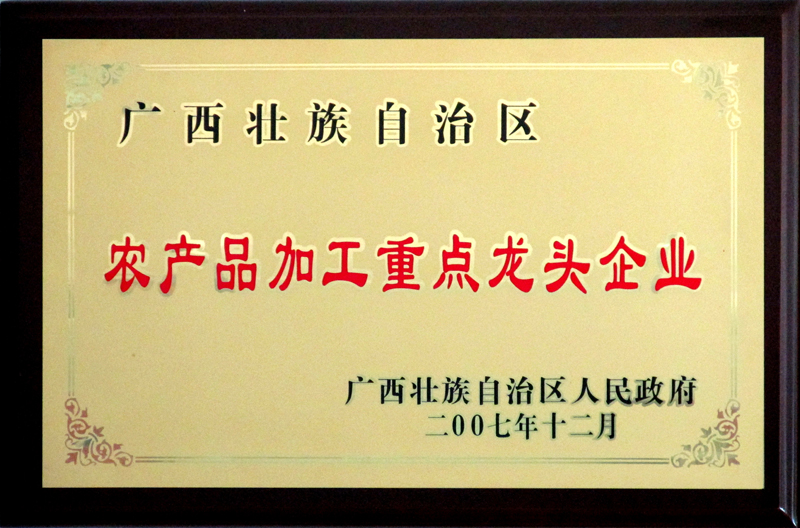 广西壮族自治区
农产品加工重点龙头企业
广西壮族自治区人民政府
二00七年十二月